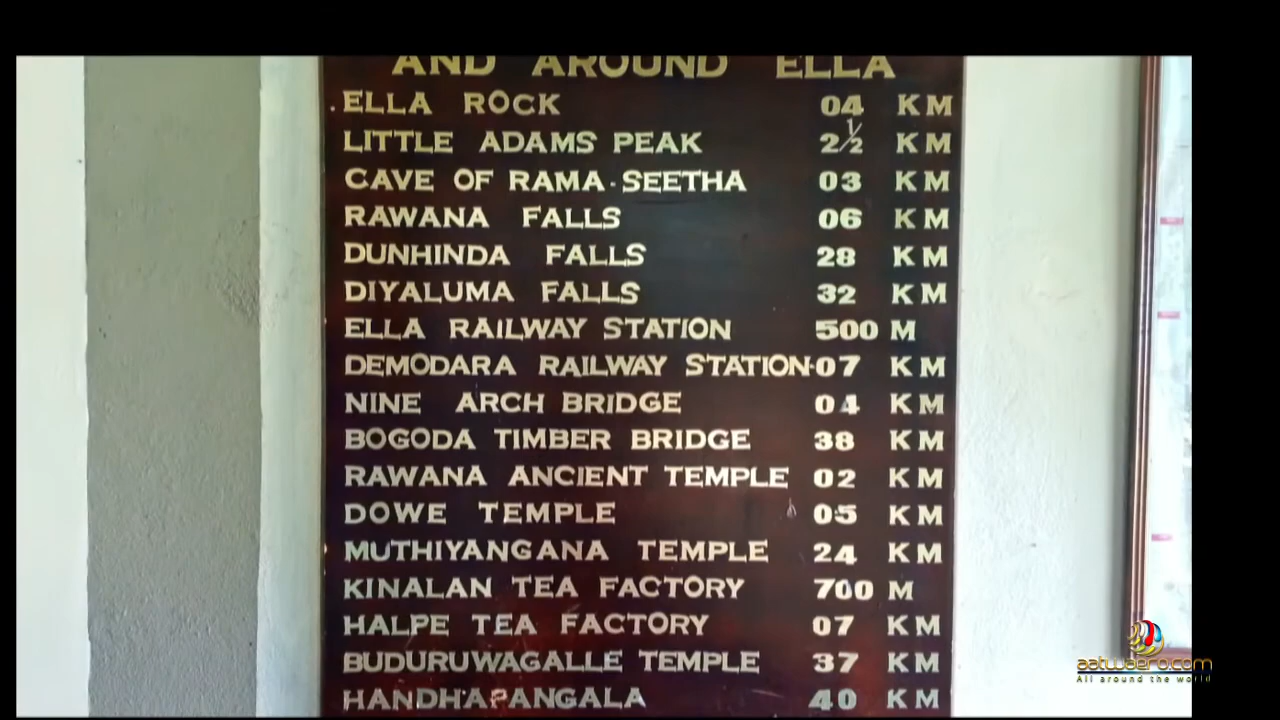 AND AROUND ELLA
ELLA ROCK 04 KM
LITTLE ADAMS PEAK 2 1/2 KM
CAVE OF RAMA-SEETHA 03 KM
RAWANA FALLS 06 KM
DUNHINDA FALLS 28 KM
DIYALUMA FALLS 32 KM
ELLA RAILWAY STATION 500 M
DEMODARA RAILWAY STATION 07 KM
NINE ARCH BRIDGE 04 KM
BOGODA TIMBER BRIDGE 38 KM
RAWANA ANCIENT TEMPLE 02 KM
DOWE TEMPLE 05 KM
MUTHIYANGANA TEMPLE 24 KM
KINALAN TEA FACTORY 700 M
HALPE TEA FACTORY 07 KM
BUDURUWAGALLE TEMPLE 37 KM
HANDHAPANGALA 40 KM
aatwaero.com
All around the world